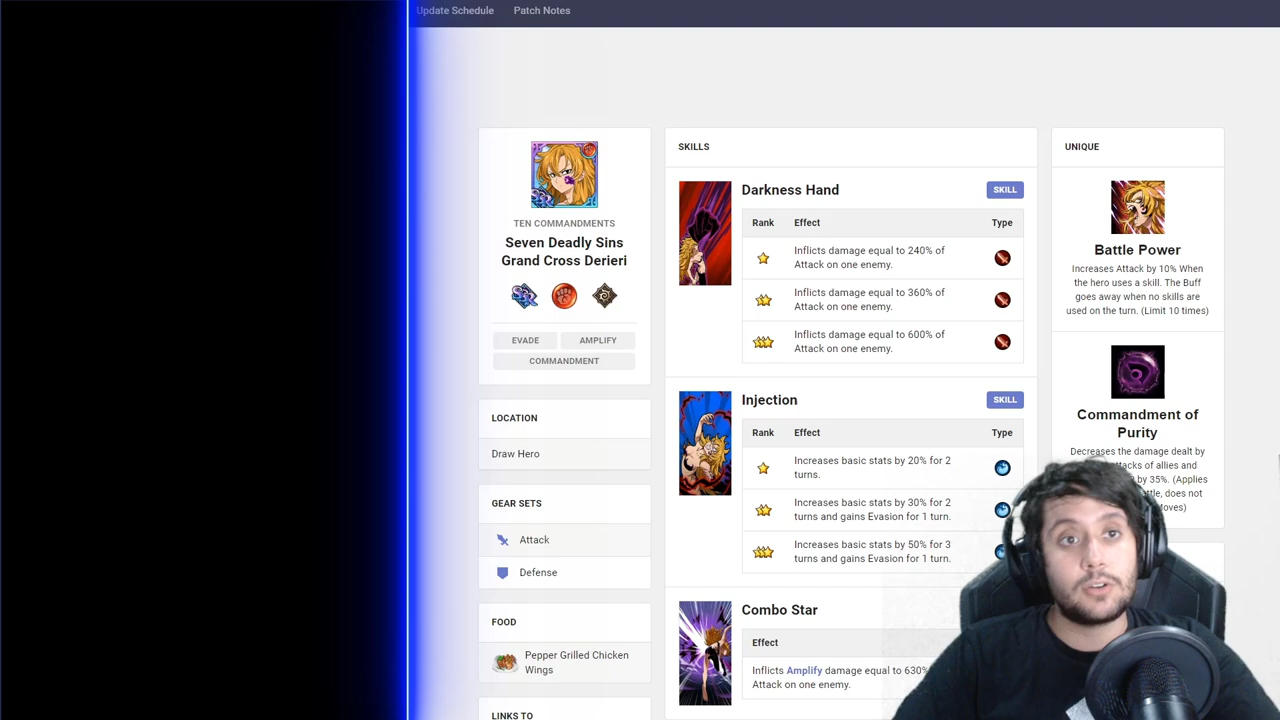 Update Schedule
Patch Notes
TEN COMMANDMENTS
Seven Deadly Sins
Grand Cross Derieri
EVADE
AMPLIFY
COMMANDMENT
LOCATION
Draw Hero
GEAR SETS
Attack
Defense
FOOD
Pepper Grilled Chicken
Wings
LINKS TO
SKILLS
Darkness Hand
SKILL
Rank Effect Type
Inflicts damage equal to 240% of
Attack on one enemy.
Inflicts damage equal to 360% of
Attack on one enemy.
Inflicts damage equal to 600% of
Attack on one enemy.
Injection
SKILL
Rank Effect Type
Increases basic stats by 20% for 2
turns.
Increases basic stats by 30% for 2
turns and gains Evasion for 1 turn.
Increases basic stats by 50% for 3
turns and gains Evasion for 1 turn.
Combo Star
Effect
Inflicts Amplify damage equal to 630%
Attack on one enemy.
UNIQUE
Battle Power
Increases Attack by 10% When
the hero uses a skill. The Buff
goes away when no skills are
used on the turn. (Limit 10 times)
Commandment of
Purity
Decreases the damage dealt by
attacks of allies and
by 35%. (Applies
does not